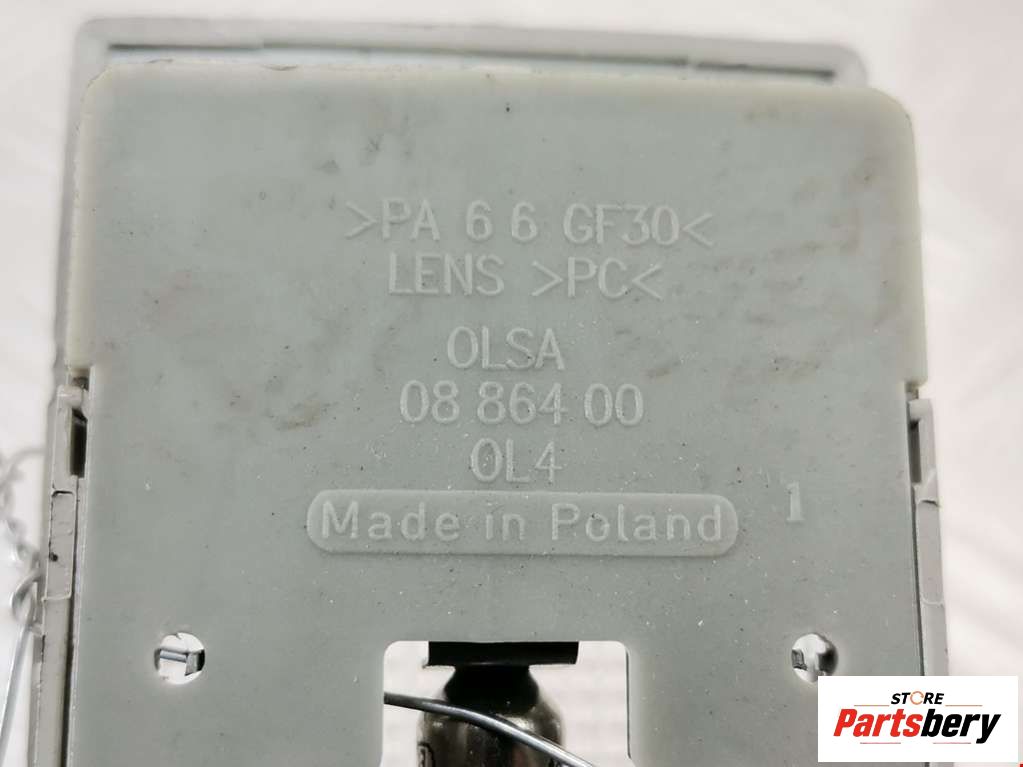 >PA 6 6 GF30<
LENS >PC<
OLSA
08 864 00
OL4
Made in Poland
1
STORE
Partsbery